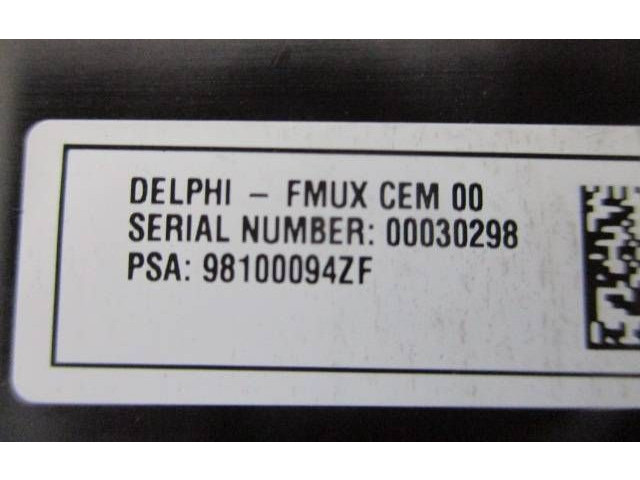 DELPHI - FMUX CEM 00
SERIAL NUMBER: 00030298
PSA: 98100094ZF